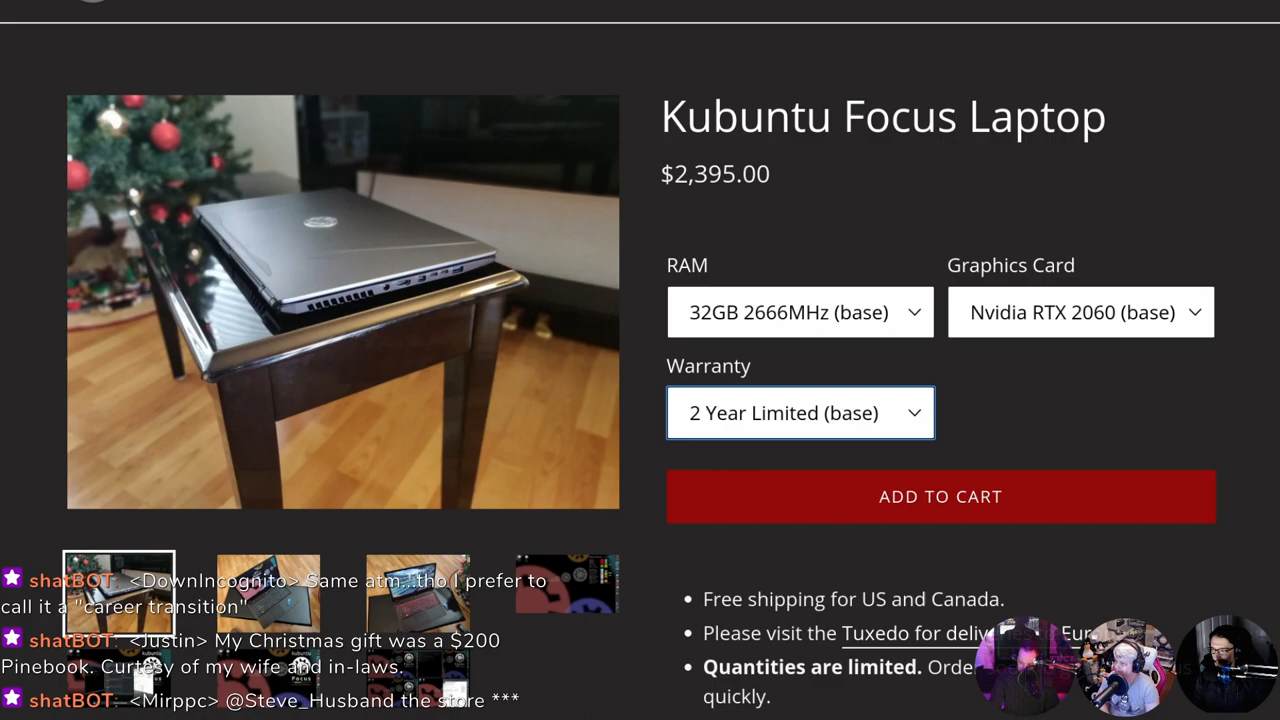 Kubuntu Focus Laptop
$2,395.00
RAM
Graphics Card
32GB 2666MHz (base)
Nvidia RTX 2060 (base)
Warranty
2 Year Limited (base)
ADD TO CART
Free shipping for US and Canada.
Please visit the Tuxedo for
Quantities are limited.
quickly.
shatBOT: <DownIncognito> Same atm...tho I prefer to
call it a "career transition"
shatBOT: <Justin> My Christmas gift was a $200
Pinebook. Curtesy of my wife and in-laws.
shatBOT: <Mirppc> @Steve_Husband the store ***